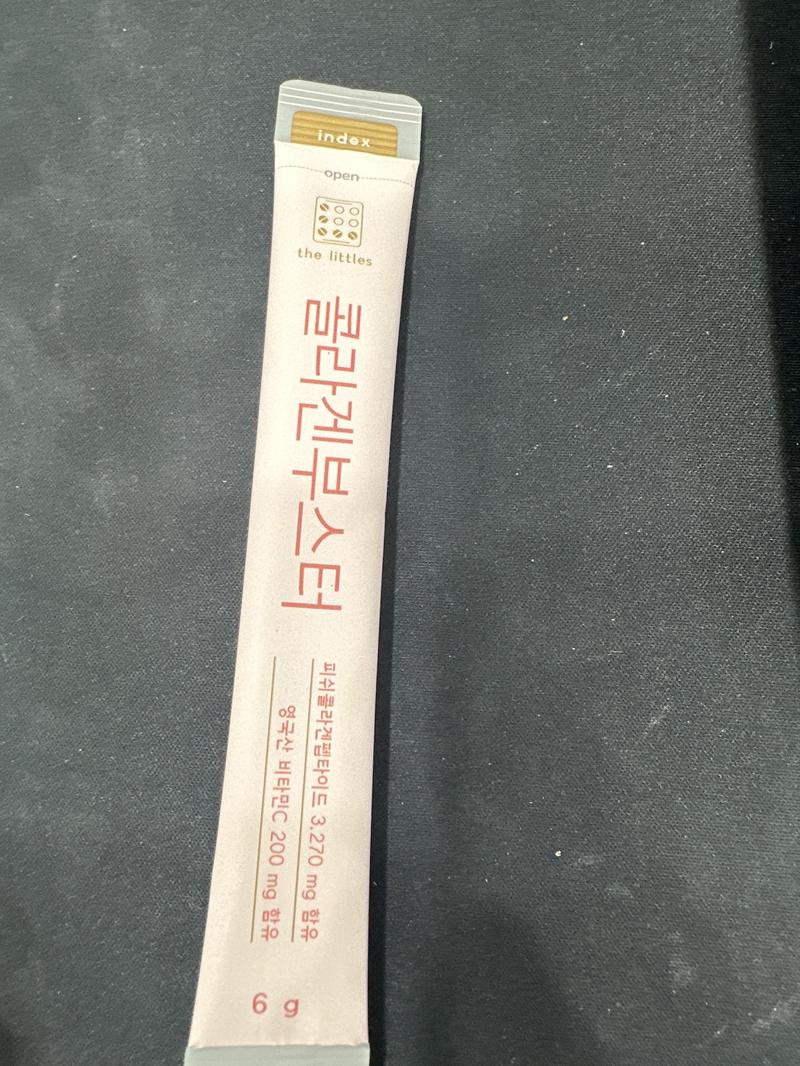 index
open
the littles
콜라겐부스터
피쉬콜라겐펩타이드 3,270 mg 함유
영국산 비타민C 200 mg 함유
6 g